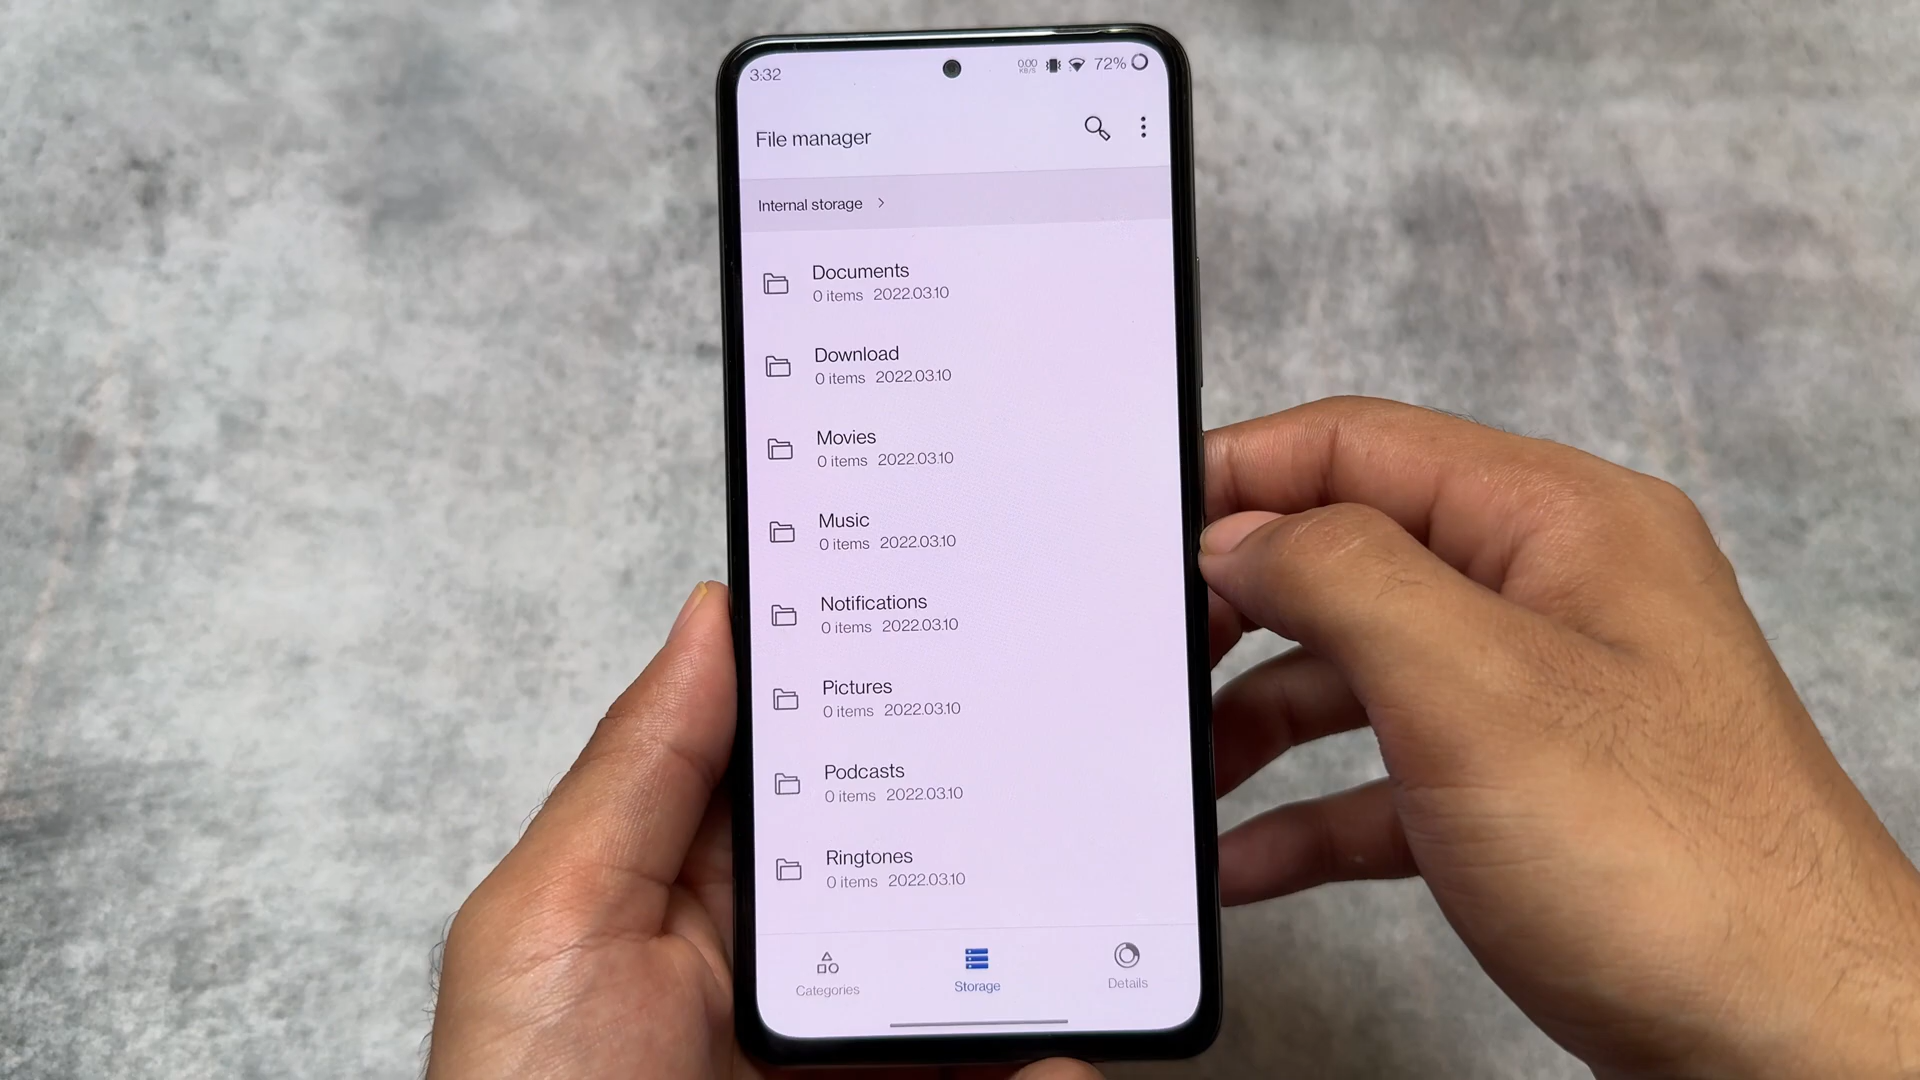 3:32
0.00 KB/S 72%
File manager
Internal storage >
Documents
0 items 2022.03.10
Download
0 items 2022.03.10
Movies
0 items 2022.03.10
Music
0 items 2022.03.10
Notifications
0 items 2022.03.10
Pictures
0 items 2022.03.10
Podcasts
0 items 2022.03.10
Ringtones
0 items 2022.03.10
Categories
Storage
Details